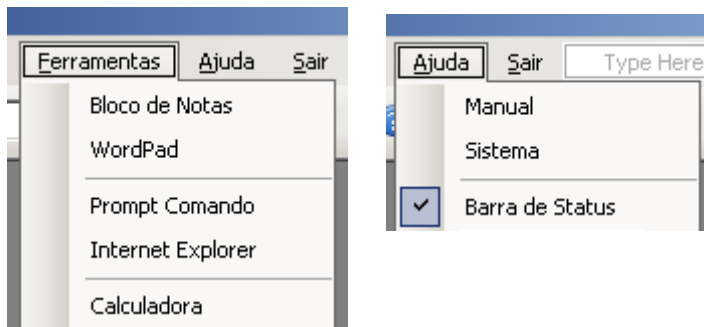 Ferramentas Ajuda Sair
Bloco de Notas
WordPad
Prompt Comando
Internet Explorer
Calculadora
Ajuda Sair Type Here
Manual
Sistema
Barra de Status